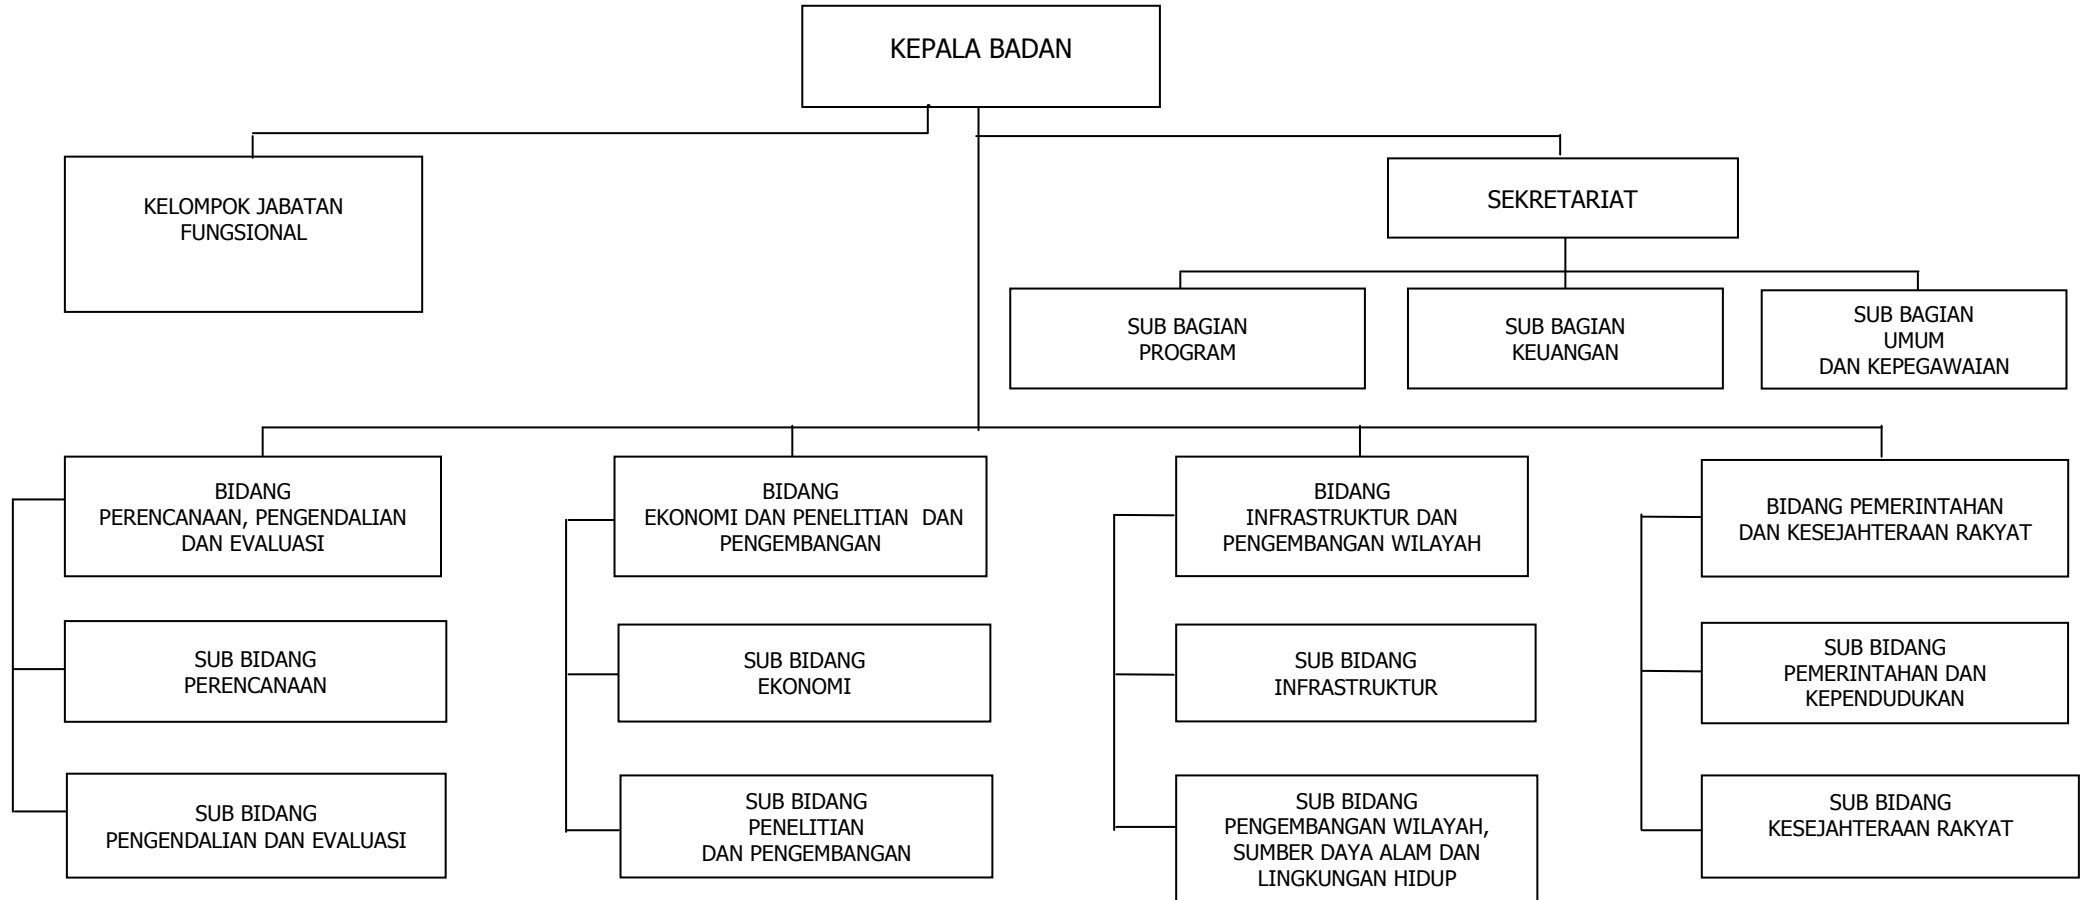 KEPALA BADAN
KELOMPOK JABATAN
FUNGSIONAL
SEKRETARIAT
SUB BAGIAN
PROGRAM
SUB BAGIAN
KEUANGAN
SUB BAGIAN
UMUM
DAN KEPEGAWAIAN
BIDANG
PERENCANAAN, PENGENDALIAN
DAN EVALUASI
BIDANG
EKONOMI DAN PENELITIAN DAN
PENGEMBANGAN
BIDANG
INFRASTRUKTUR DAN
PENGEMBANGAN WILAYAH
BIDANG PEMERINTAHAN
DAN KESEJAHTERAAN RAKYAT
SUB BIDANG
PERENCANAAN
SUB BIDANG
EKONOMI
SUB BIDANG
INFRASTRUKTUR
SUB BIDANG
PEMERINTAHAN DAN
KEPENDUDUKAN
SUB BIDANG
PENGENDALIAN DAN EVALUASI
SUB BIDANG
PENELITIAN
DAN PENGEMBANGAN
SUB BIDANG
PENGEMBANGAN WILAYAH,
SUMBER DAYA ALAM DAN
LINGKUNGAN HIDUP
SUB BIDANG
KESEJAHTERAAN RAKYAT